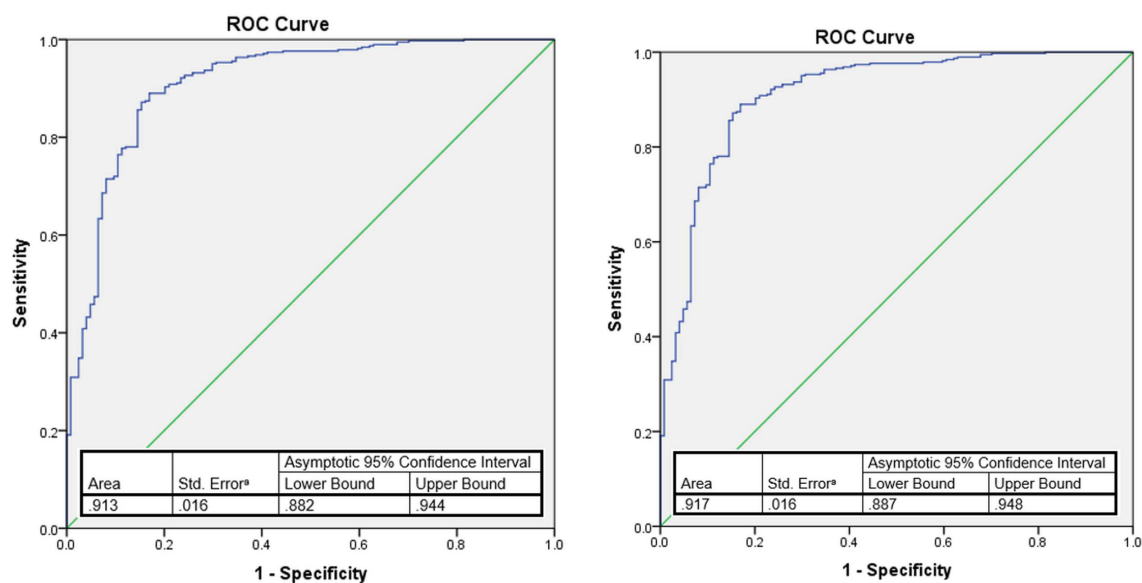 ROC Curve
1.0
0.8
0.6
0.4
0.2
0.0
Sensitivity
Asymptotic 95% Confidence Interval
Area Std. Errorᵃ Lower Bound Upper Bound
.913 .016 .882 .944
0.0 0.2 0.4 0.6 0.8 1.0
1 - Specificity
ROC Curve
1.0
0.8
0.6
0.4
0.2
0.0
Sensitivity
Asymptotic 95% Confidence Interval
Area Std. Errorᵃ Lower Bound Upper Bound
.917 .016 .887 .948
0.0 0.2 0.4 0.6 0.8 1.0
1 - Specificity